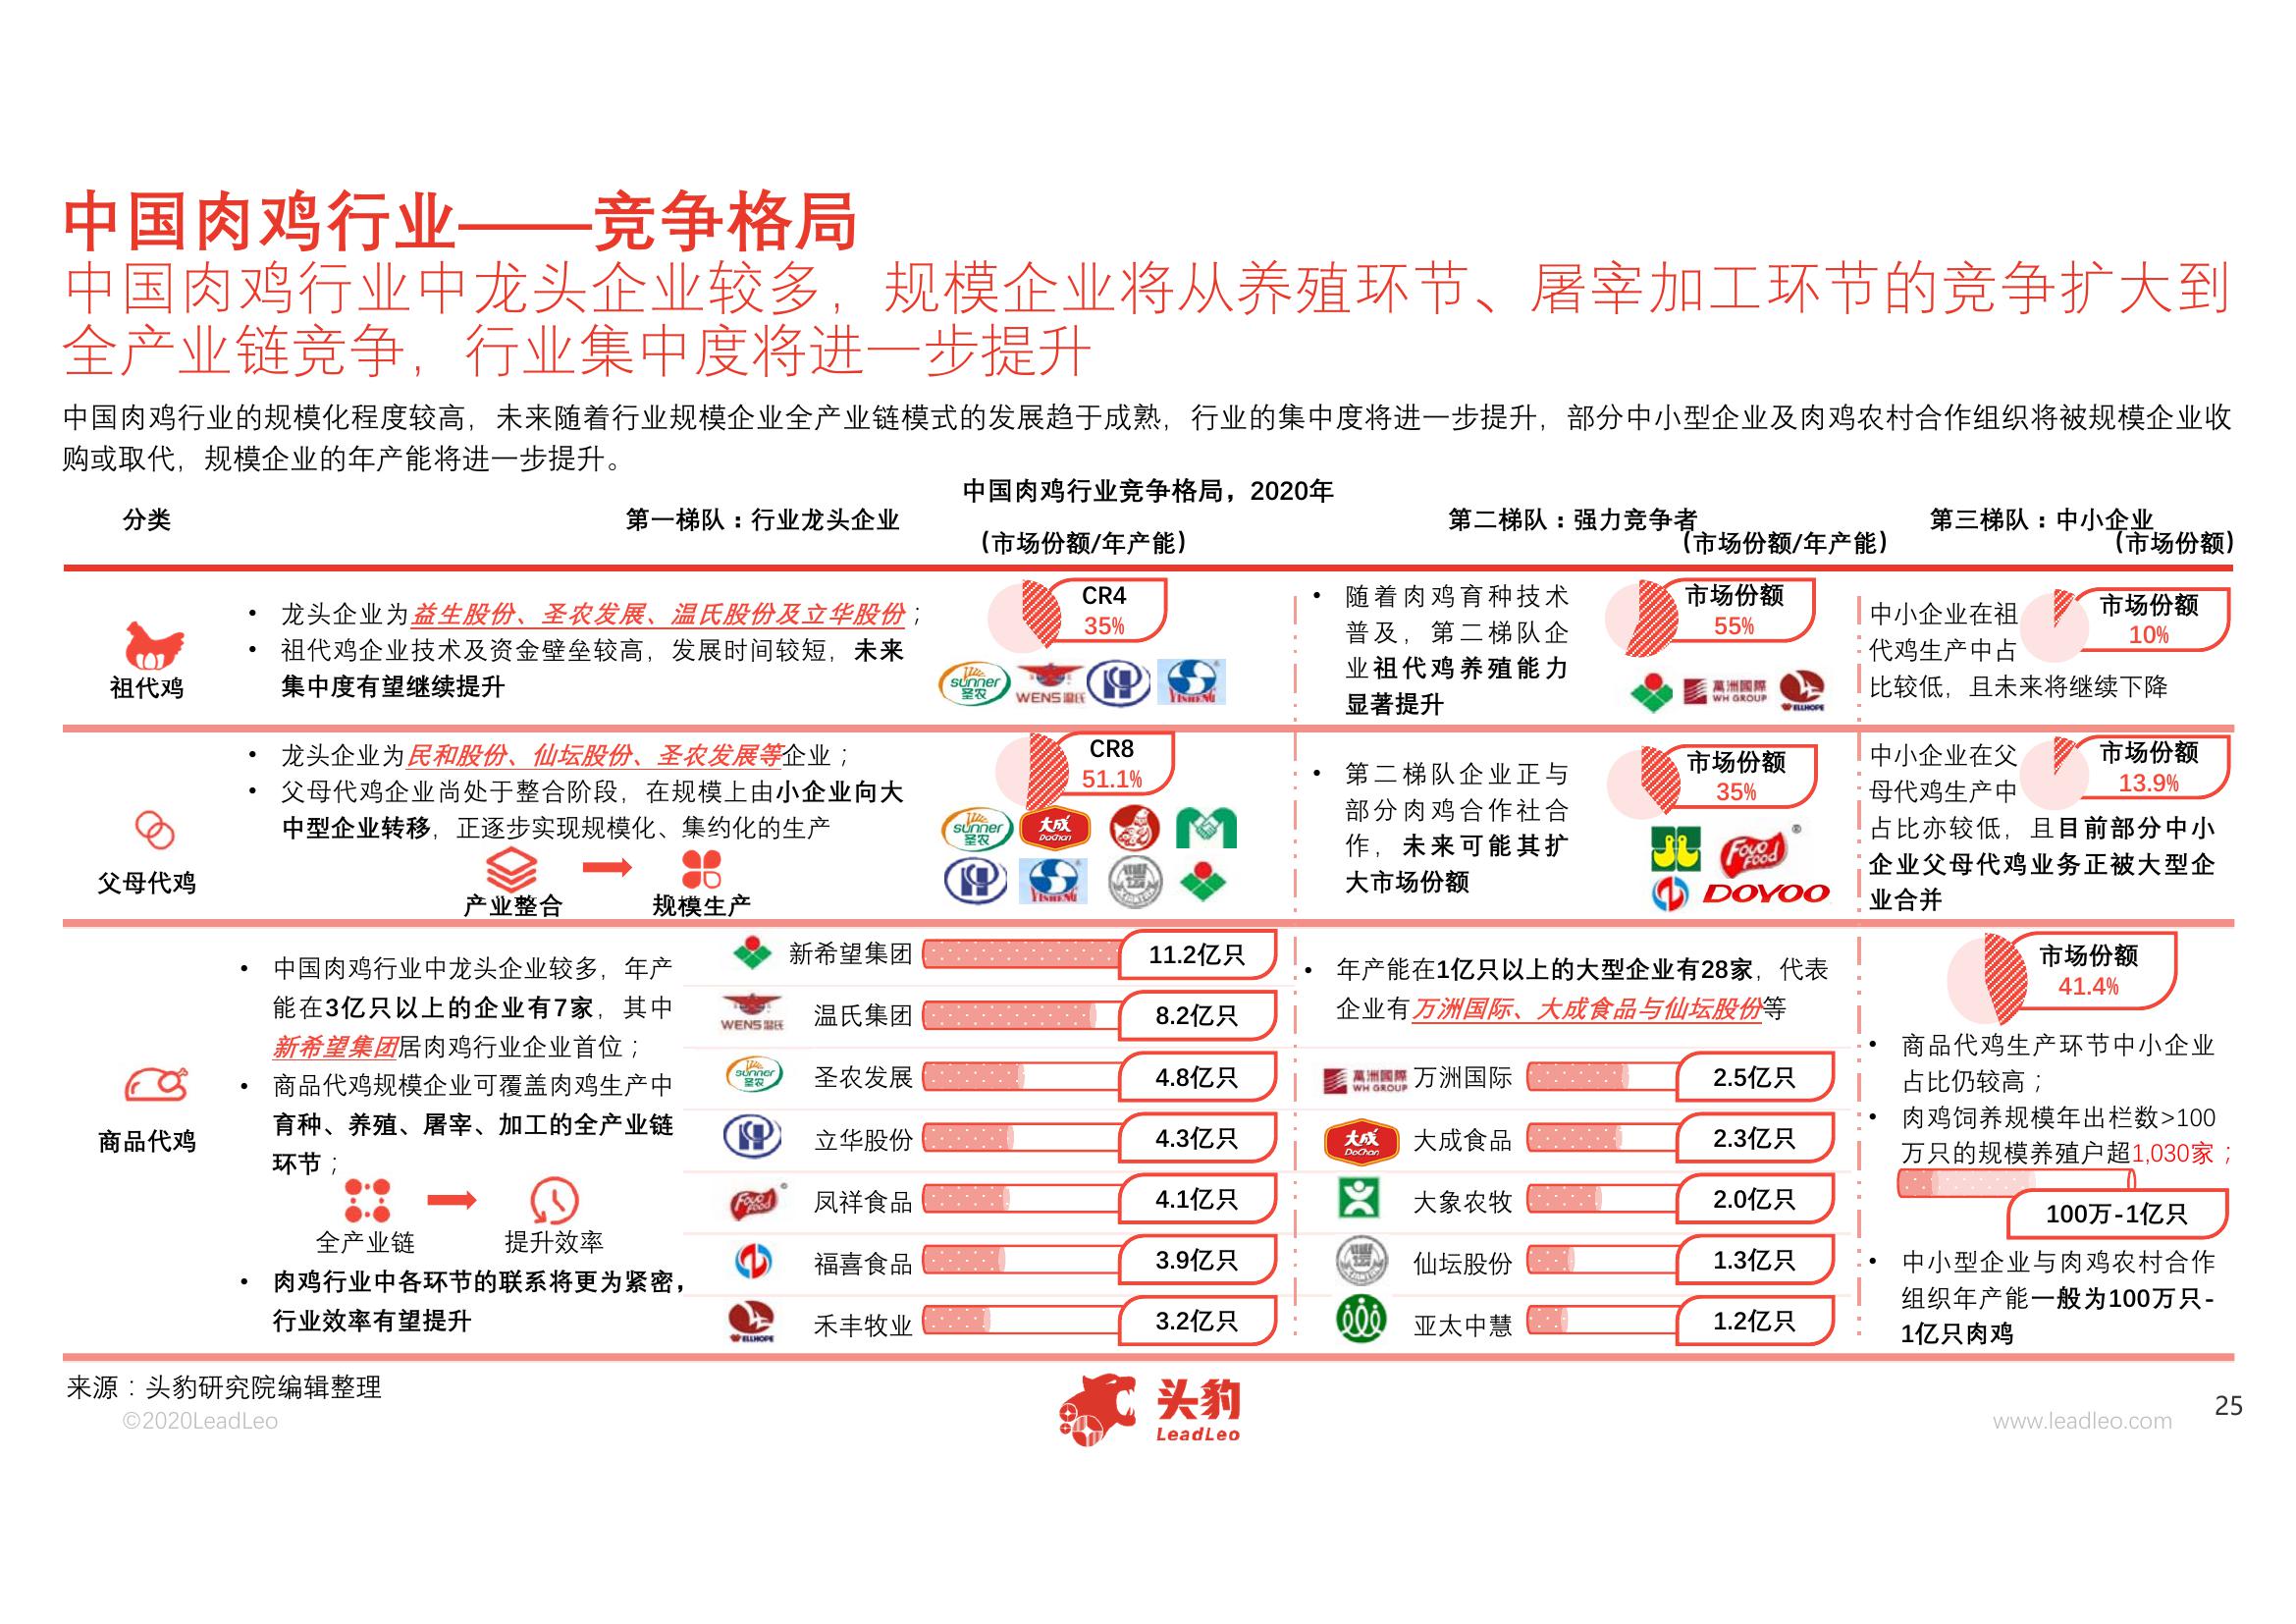 中国肉鸡行业——竞争格局
中国肉鸡行业中龙头企业较多，规模企业将从养殖环节、屠宰加工环节的竞争扩大到
全产业链竞争，行业集中度将进一步提升
中国肉鸡行业的规模化程度较高，未来随着行业规模企业全产业链模式的发展趋于成熟，行业的集中度将进一步提升，部分中小型企业及肉鸡农村合作组织将被规模企业收
购或取代，规模企业的年产能将进一步提升。
中国肉鸡行业竞争格局，2020年
分类
第一梯队：行业龙头企业
（市场份额/年产能）
第二梯队：强力竞争者
（市场份额/年产能）
第三梯队：中小企业
（市场份额）
祖代鸡
• 龙头企业为益生股份、圣农发展、温氏股份及立华股份；
• 祖代鸡企业技术及资金壁垒较高，发展时间较短，未来
集中度有望继续提升
CR4
35%
sunner
圣农
WENS 温氏
YISHENG
• 随着肉鸡育种技术
普及，第二梯队企
业祖代鸡养殖能力
显著提升
市场份额
55%
萬洲國際
WH GROUP
WELLHOPE
中小企业在祖
代鸡生产中占
比较低，且未来将继续下降
市场份额
10%
父母代鸡
• 龙头企业为民和股份、仙坛股份、圣农发展等企业；
• 父母代鸡企业尚处于整合阶段，在规模上由小企业向大
中型企业转移，正逐步实现规模化、集约化的生产
产业整合
规模生产
CR8
51.1%
sunner
圣农
大成
DaChan
YISHENG
• 第二梯队企业正与
部分肉鸡合作社合
作，未来可能其扩
大市场份额
市场份额
35%
Fovo Food
®
DOYOO
中小企业在父
母代鸡生产中
占比亦较低，且目前部分中小
企业父母代鸡业务正被大型企
业合并
市场份额
13.9%
商品代鸡
• 中国肉鸡行业中龙头企业较多，年产
能在3亿只以上的企业有7家，其中
新希望集团居肉鸡行业企业首位；
• 商品代鸡规模企业可覆盖肉鸡生产中
育种、养殖、屠宰、加工的全产业链
环节；
全产业链
提升效率
• 肉鸡行业中各环节的联系将更为紧密，
行业效率有望提升
新希望集团 11.2亿只
WENS 温氏 温氏集团 8.2亿只
sunner 圣农 圣农发展 4.8亿只
立华股份 4.3亿只
Fovo Food 凤祥食品 4.1亿只
福喜食品 3.9亿只
WELLHOPE 禾丰牧业 3.2亿只
• 年产能在1亿只以上的大型企业有28家，代表
企业有万洲国际、大成食品与仙坛股份等
萬洲國際 WH GROUP 万洲国际 2.5亿只
大成 DaChan 大成食品 2.3亿只
大象农牧 2.0亿只
仙坛股份 1.3亿只
亚太中慧 1.2亿只
市场份额
41.4%
• 商品代鸡生产环节中小企业
占比仍较高；
• 肉鸡饲养规模年出栏数>100
万只的规模养殖户超1,030家；
100万-1亿只
• 中小型企业与肉鸡农村合作
组织年产能一般为100万只-
1亿只肉鸡
来源：头豹研究院编辑整理
©2020LeadLeo
头豹
LeadLeo
www.leadleo.com
25